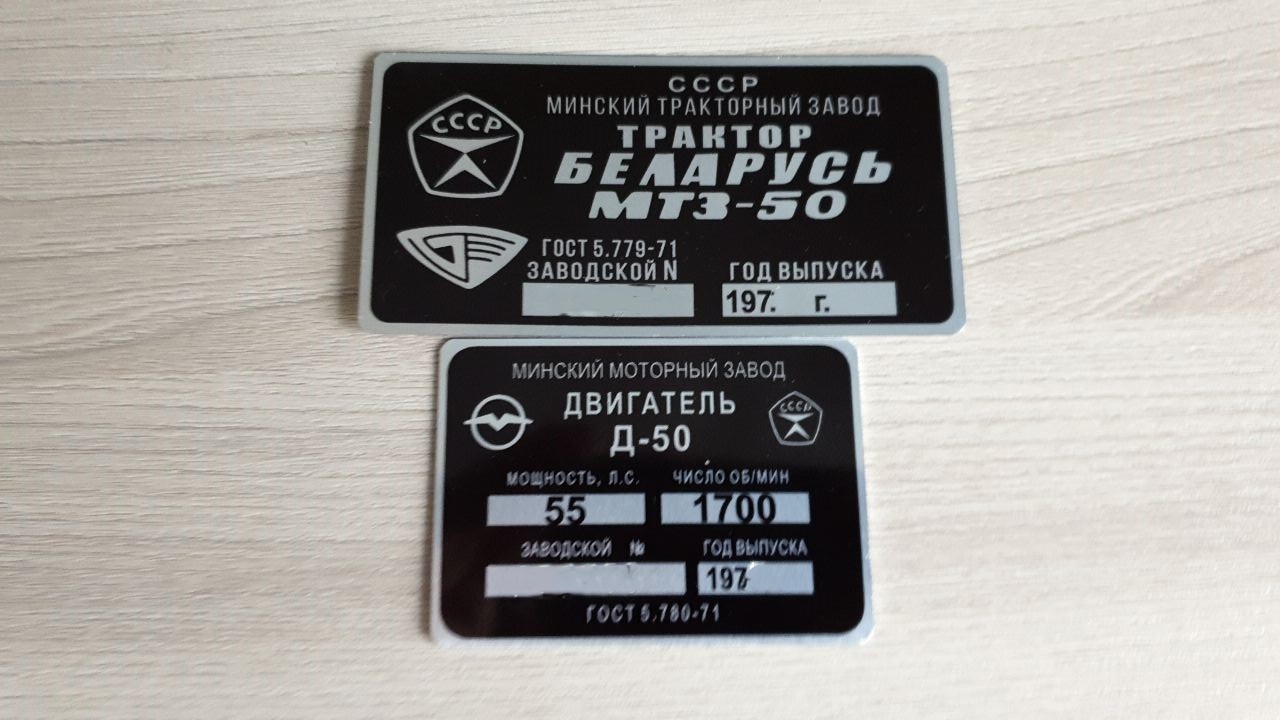 СССР
МИНСКИЙ ТРАКТОРНЫЙ ЗАВОД
СССР
ТРАКТОР
БЕЛАРУСЬ
МТЗ-50
ГОСТ 5.779-71
ЗАВОДСКОЙ N
ГОД ВЫПУСКА
197. г.
МИНСКИЙ МОТОРНЫЙ ЗАВОД
ДВИГАТЕЛЬ
Д-50
СССР
МОЩНОСТЬ, Л.С.
ЧИСЛО ОБ/МИН
55
1700
ЗАВОДСКОЙ №
ГОД ВЫПУСКА
197
ГОСТ 5.780-71